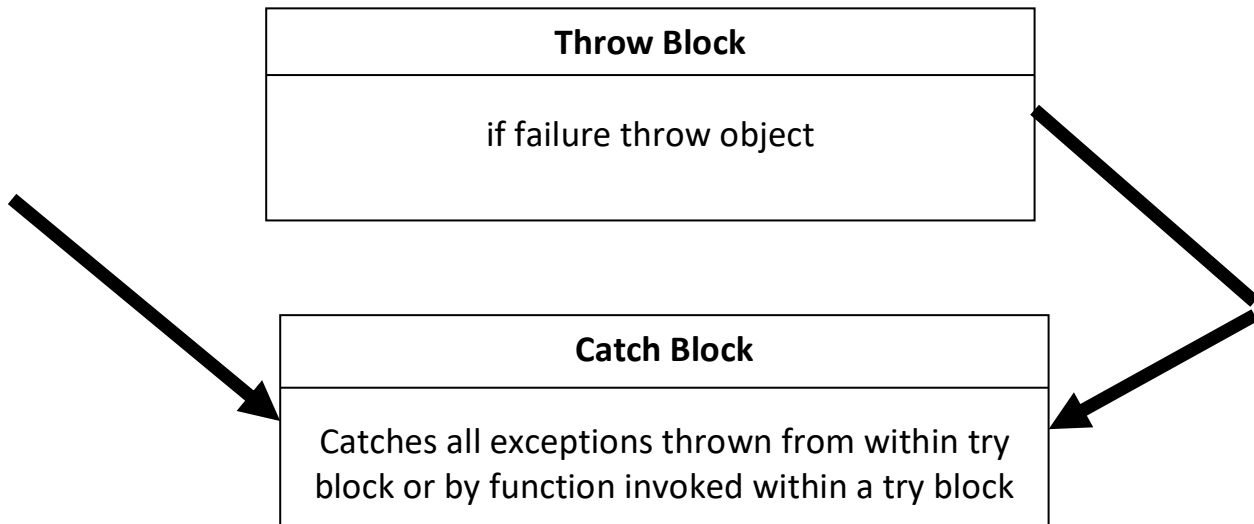 Throw Block
if failure throw object
Catch Block
Catches all exceptions thrown from within try
block or by function invoked within a try block